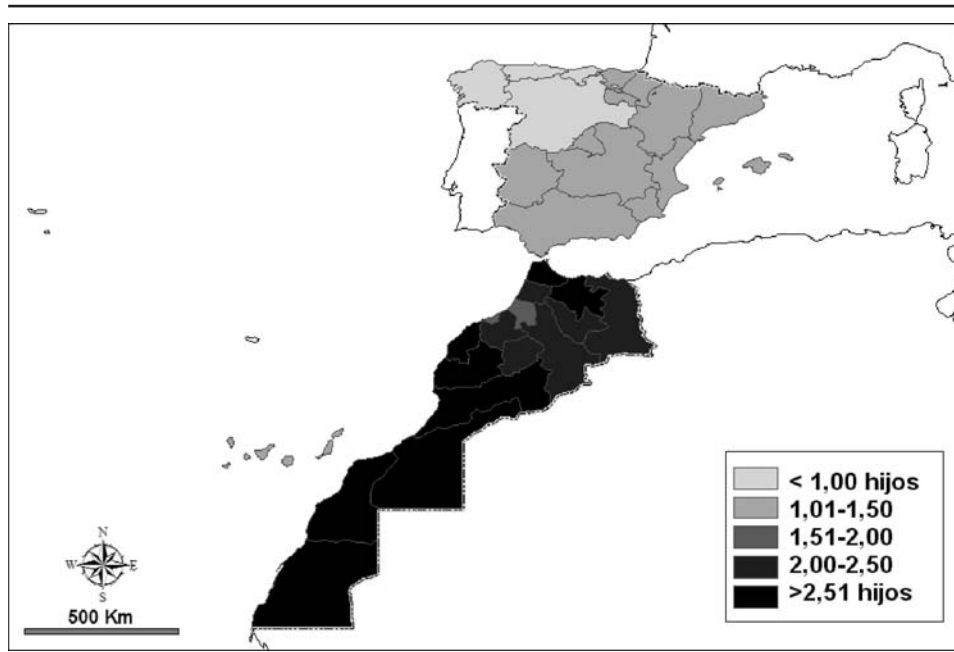 < 1,00 hijos
1,01-1,50
1,51-2,00
2,00-2,50
>2,51 hijos
N
W E
S
500 Km